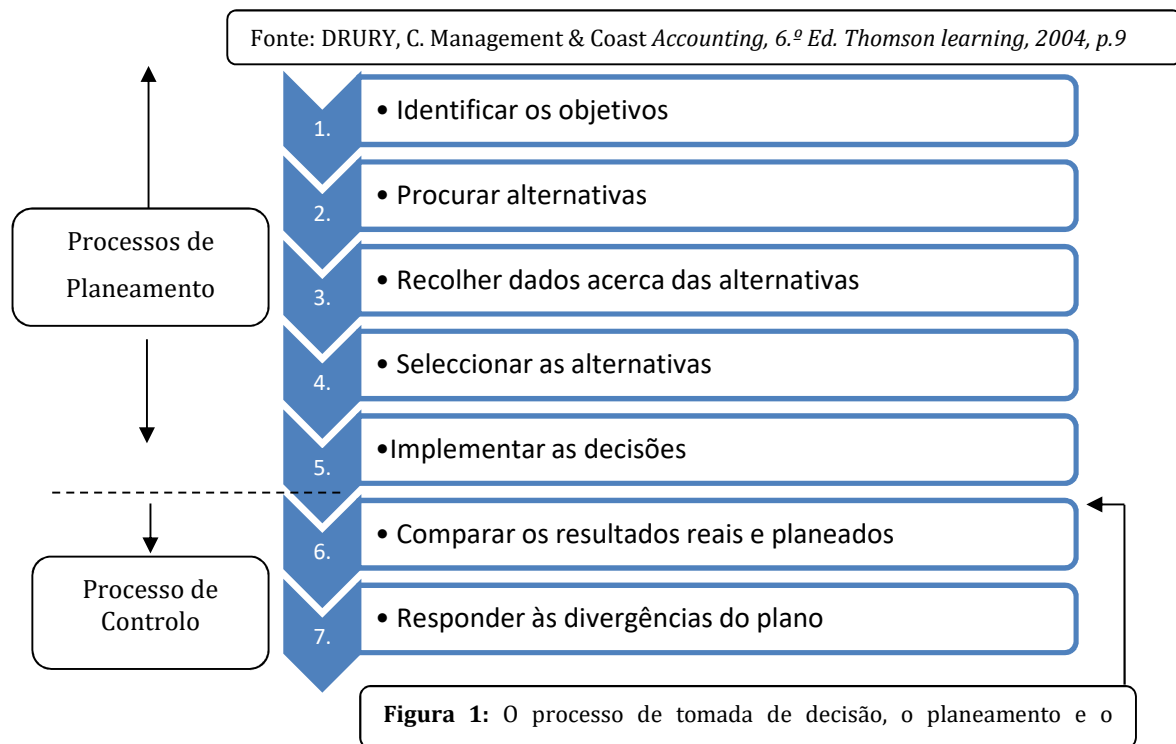 Fonte: DRURY, C. Management & Coast Accounting, 6.º Ed. Thomson learning, 2004, p.9
1.
• Identificar os objetivos
2.
• Procurar alternativas
Processos de
Planeamento
3.
• Recolher dados acerca das alternativas
4.
• Seleccionar as alternativas
5.
•Implementar as decisões
6.
• Comparar os resultados reais e planeados
Processo de
Controlo
7.
• Responder às divergências do plano
Figura 1: O processo de tomada de decisão, o planeamento e o